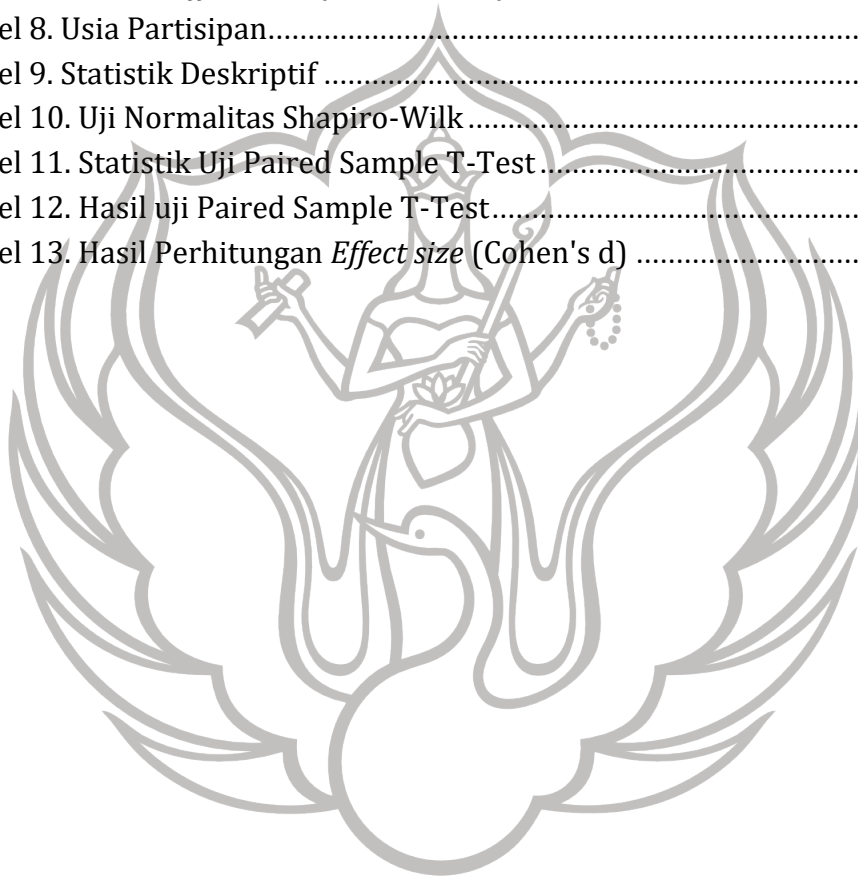 el 8. Usia Partisipan.......................................................................................
el 9. Statistik Deskriptif ..............................................................................
el 10. Uji Normalitas Shapiro-Wilk .........................................................
el 11. Statistik Uji Paired Sample T-Test ..............................................
el 12. Hasil uji Paired Sample T-Test......................................................
el 13. Hasil Perhitungan Effect size (Cohen's d) .................................